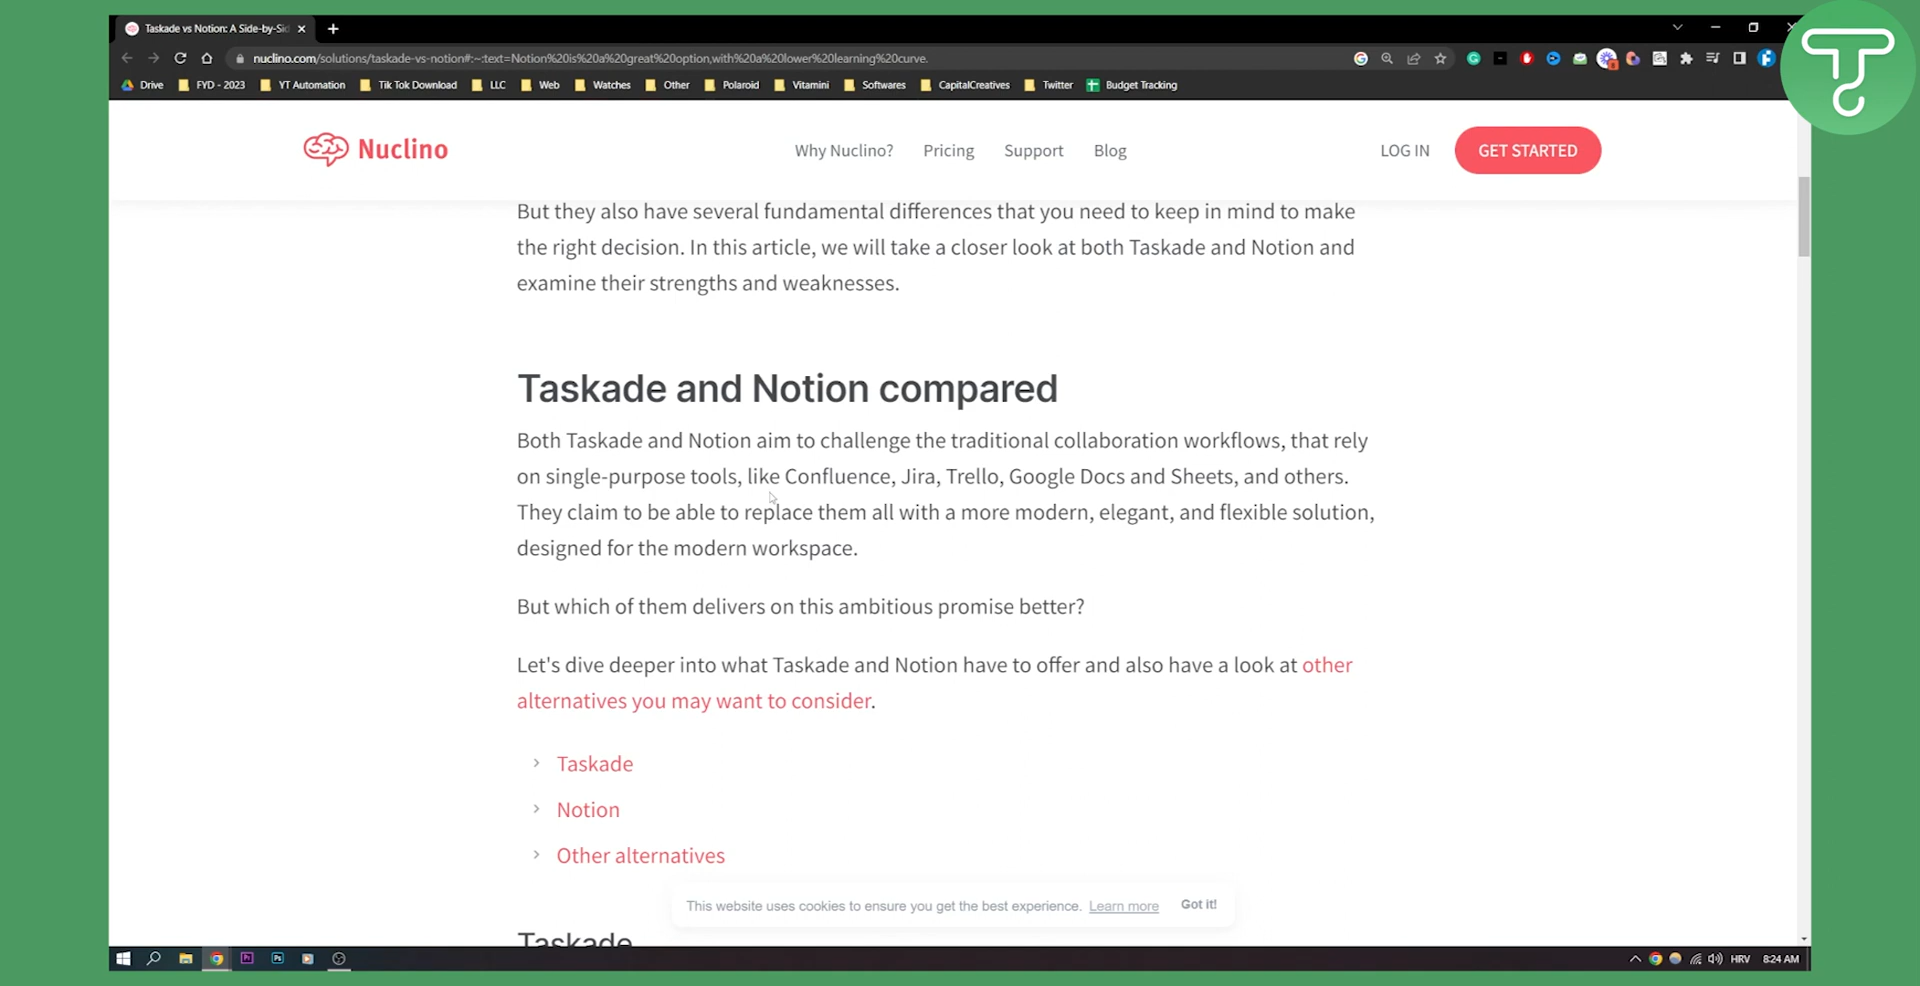 Taskade vs Notion: A Side-by-Si
nuclino.com/solutions/taskade-vs-notion#:~:text=Notion%20is%20a%20great%20option,with%20a%20lower%20learning%20curve.
Drive FYD - 2023 YT Automation Tik Tok Download LLC Web Watches Other Polaroid Vitamini Softwares CapitalCreatives Twitter Budget Tracking
Nuclino Why Nuclino? Pricing Support Blog LOG IN GET STARTED
But they also have several fundamental differences that you need to keep in mind to make
the right decision. In this article, we will take a closer look at both Taskade and Notion and
examine their strengths and weaknesses.
Taskade and Notion compared
Both Taskade and Notion aim to challenge the traditional collaboration workflows, that rely
on single-purpose tools, like Confluence, Jira, Trello, Google Docs and Sheets, and others.
They claim to be able to replace them all with a more modern, elegant, and flexible solution,
designed for the modern workspace.
But which of them delivers on this ambitious promise better?
Let's dive deeper into what Taskade and Notion have to offer and also have a look at other
alternatives you may want to consider.
Taskade
Notion
Other alternatives
This website uses cookies to ensure you get the best experience. Learn more Got it!
Taskade
Pr Ps HRV 8:24 AM